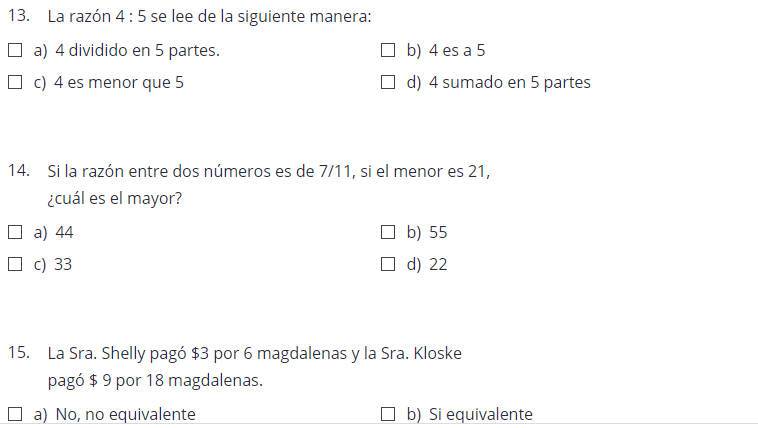 13. La razón 4 : 5 se lee de la siguiente manera:
a) 4 dividido en 5 partes. b) 4 es a 5
c) 4 es menor que 5 d) 4 sumado en 5 partes
14. Si la razón entre dos números es de 7/11, si el menor es 21,
¿cuál es el mayor?
a) 44 b) 55
c) 33 d) 22
15. La Sra. Shelly pagó $3 por 6 magdalenas y la Sra. Kloske
pagó $ 9 por 18 magdalenas.
a) No, no equivalente b) Si equivalente